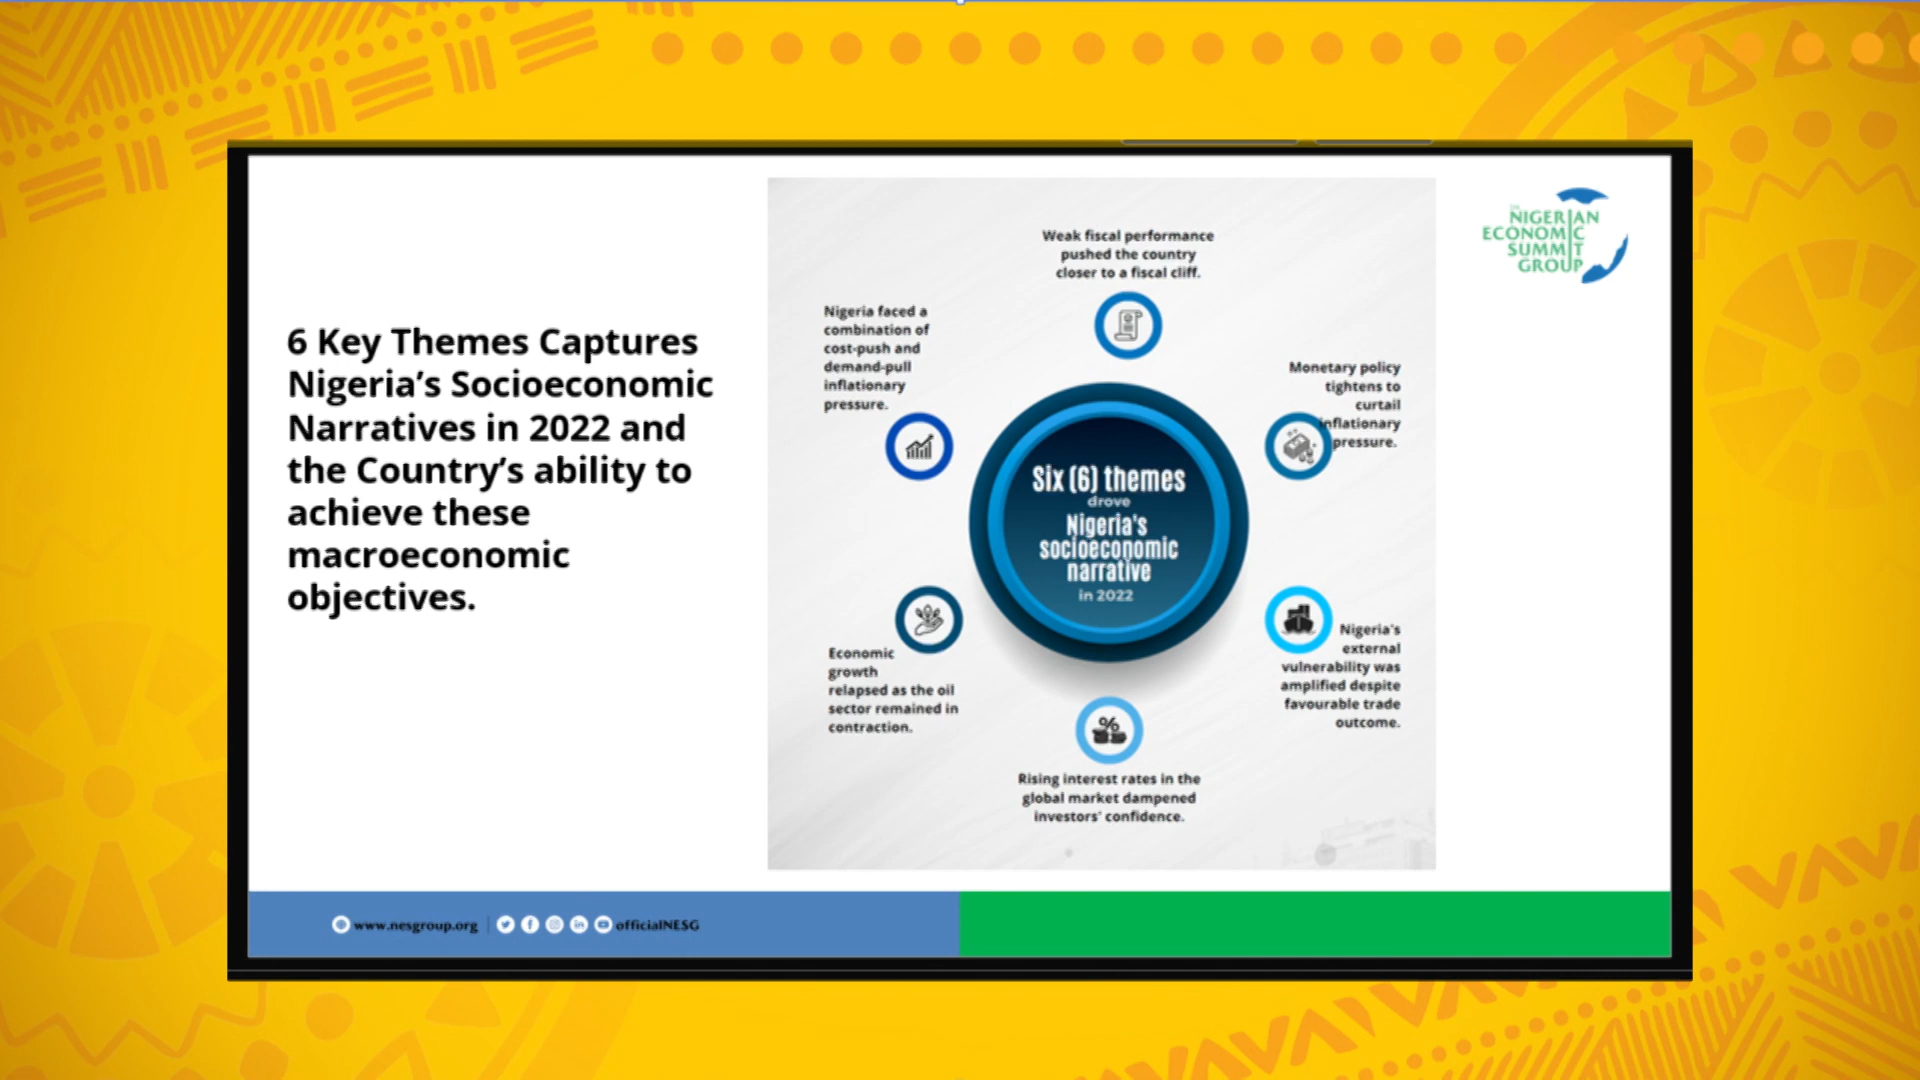 6 Key Themes Captures
Nigeria's Socioeconomic
Narratives in 2022 and
the Country's ability to
achieve these
macroeconomic
objectives.
Weak fiscal performance
pushed the country
closer to a fiscal cliff.
Nigeria faced a
combination of
cost-push and
demand-pull
inflationary
pressure.
Monetary policy
tightens to
curtail
inflationary
pressure.
Six (6) themes
drove
Nigeria's
socioeconomic
narrative
in 2022
Economic
growth
relapsed as the oil
sector remained in
contraction.
Nigeria's
external
vulnerability was
amplified despite
favourable trade
outcome.
Rising interest rates in the
global market dampened
investors' confidence.
THE
NIGERIAN
ECONOMIC
SUMMIT
GROUP
www.nesgroup.org | officialNESG